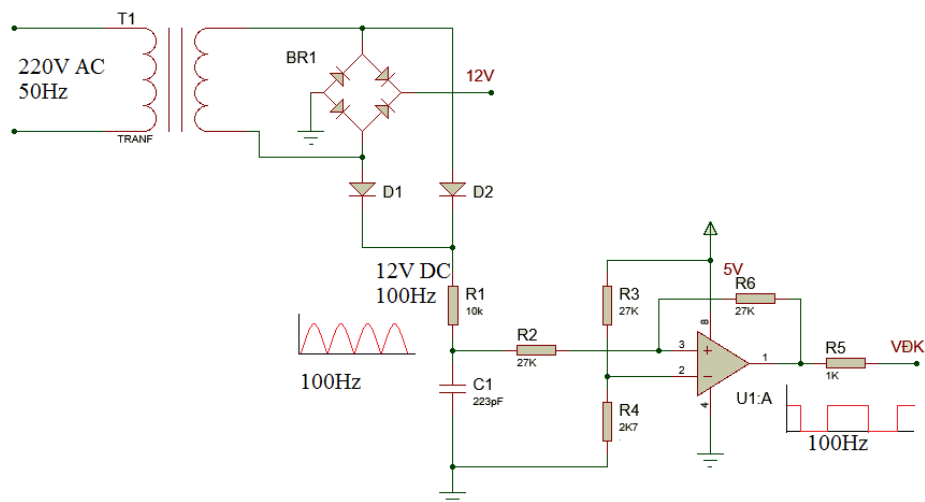 T1
220V AC
50Hz
TRANF
BR1
12V
D1
D2
12V DC
100Hz
R1
10k
100Hz
C1
223pF
R2
27K
R3
27K
R4
2K7
5V
R6
27K
8
3
2
1
4
U1:A
R5
1K
VĐK
100Hz